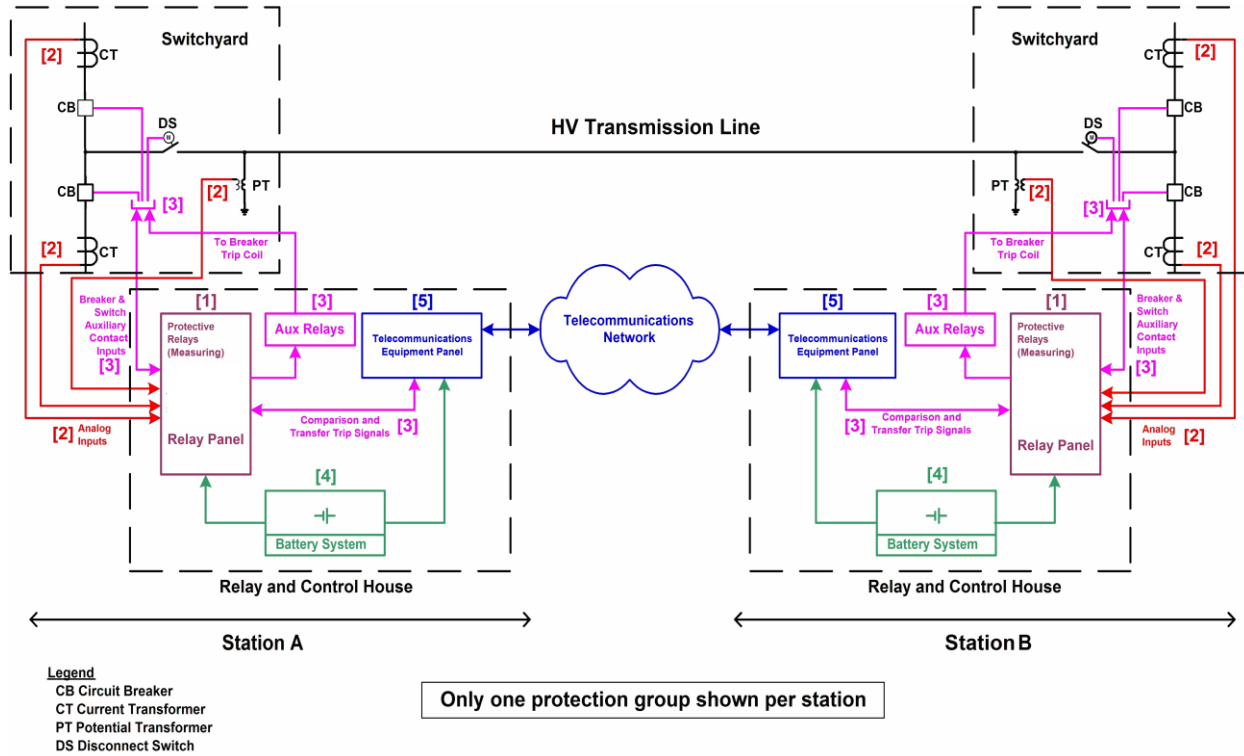 Switchyard
[2]
CT
CB
DS
CB
[3]
[2]
PT
[2]
CT
To Breaker
Trip Coil
HV Transmission Line
Switchyard
[2]
CT
CB
DS
PT
[2]
CB
[3]
[2]
CT
To Breaker
Trip Coil
Breaker &
Switch
Auxiliary
Contact
Inputs
[3]
[1]
Protective
Relays
(Measuring)
Relay Panel
[3]
Aux Relays
[5]
Telecommunications
Equipment Panel
[2] Analog
Inputs
Comparison and
Transfer Trip Signals
[3]
[4]
Battery System
Relay and Control House
Telecommunications
Network
[5]
Telecommunications
Equipment Panel
[3]
Aux Relays
[1]
Protective
Relays
(Measuring)
Relay Panel
Breaker &
Switch
Auxiliary
Contact
Inputs
[3]
Comparison and
[3] Transfer Trip Signals
Analog
Inputs
[2]
[4]
Battery System
Relay and Control House
Station A
Station B
Legend
CB Circuit Breaker
CT Current Transformer
PT Potential Transformer
DS Disconnect Switch
Only one protection group shown per station